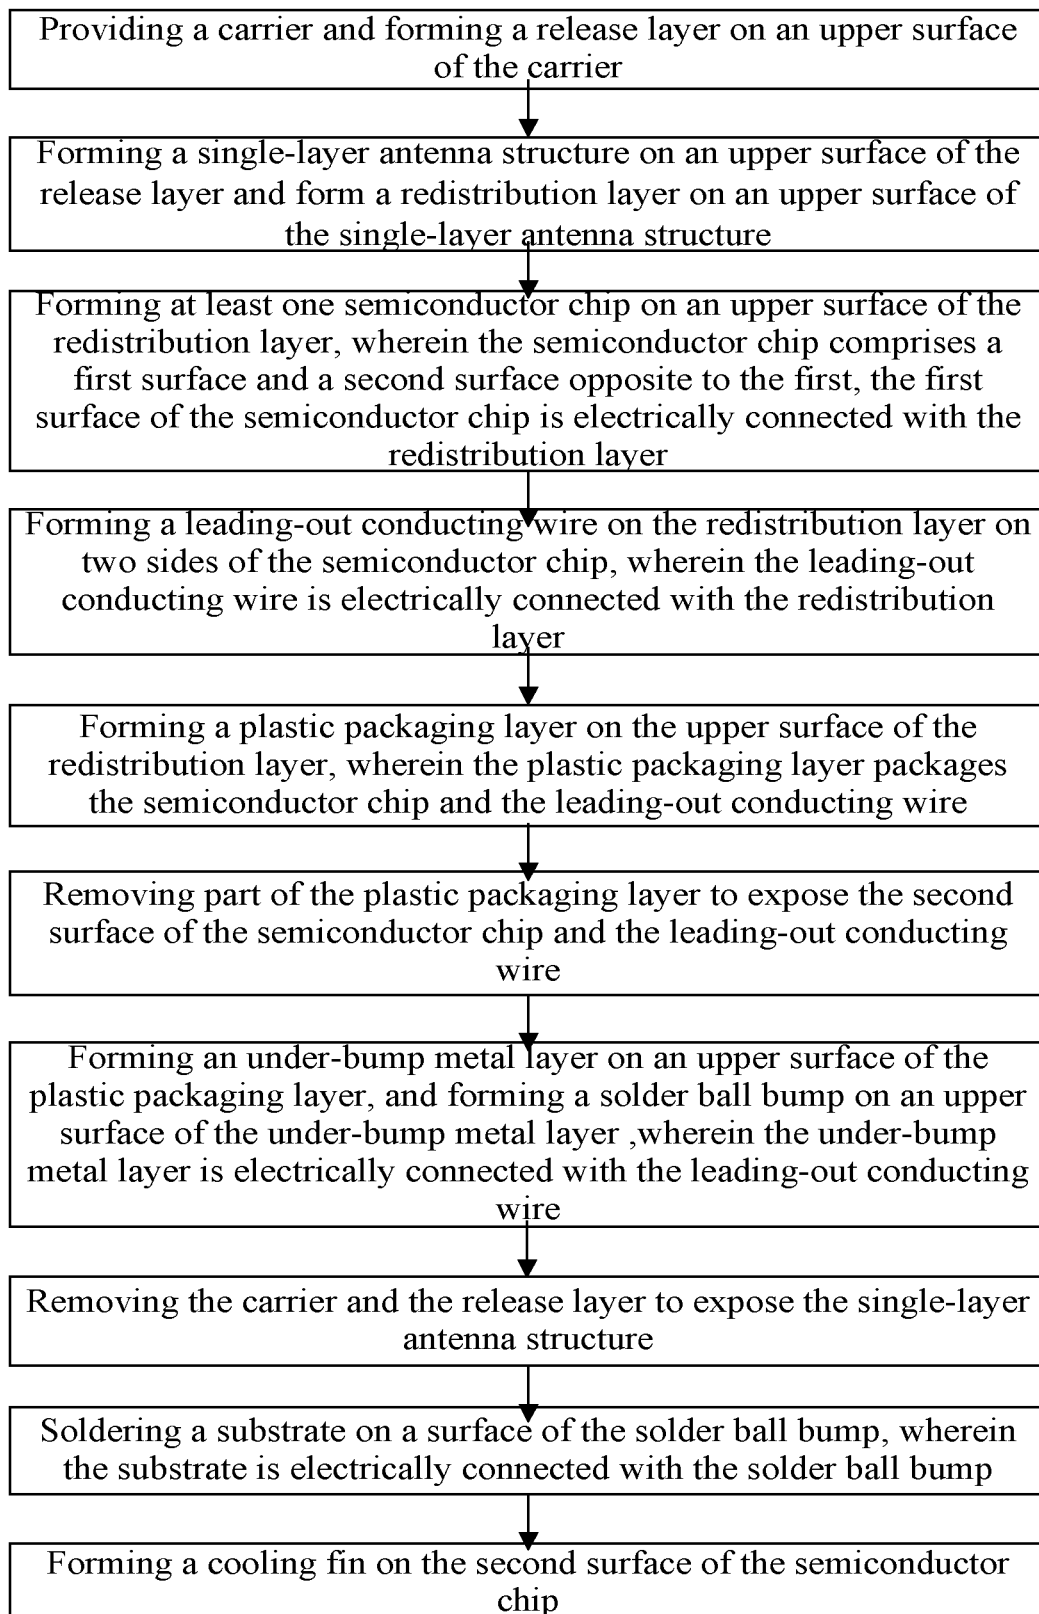 Providing a carrier and forming a release layer on an upper surface
of the carrier
Forming a single-layer antenna structure on an upper surface of the
release layer and form a redistribution layer on an upper surface of
the single-layer antenna structure
Forming at least one semiconductor chip on an upper surface of the
redistribution layer, wherein the semiconductor chip comprises a
first surface and a second surface opposite to the first, the first
surface of the semiconductor chip is electrically connected with the
redistribution layer
Forming a leading-out conducting wire on the redistribution layer on
two sides of the semiconductor chip, wherein the leading-out
conducting wire is electrically connected with the redistribution
layer
Forming a plastic packaging layer on the upper surface of the
redistribution layer, wherein the plastic packaging layer packages
the semiconductor chip and the leading-out conducting wire
Removing part of the plastic packaging layer to expose the second
surface of the semiconductor chip and the leading-out conducting
wire
Forming an under-bump metal layer on an upper surface of the
plastic packaging layer, and forming a solder ball bump on an upper
surface of the under-bump metal layer ,wherein the under-bump
metal layer is electrically connected with the leading-out conducting
wire
Removing the carrier and the release layer to expose the single-layer
antenna structure
Soldering a substrate on a surface of the solder ball bump, wherein
the substrate is electrically connected with the solder ball bump
Forming a cooling fin on the second surface of the semiconductor
chip